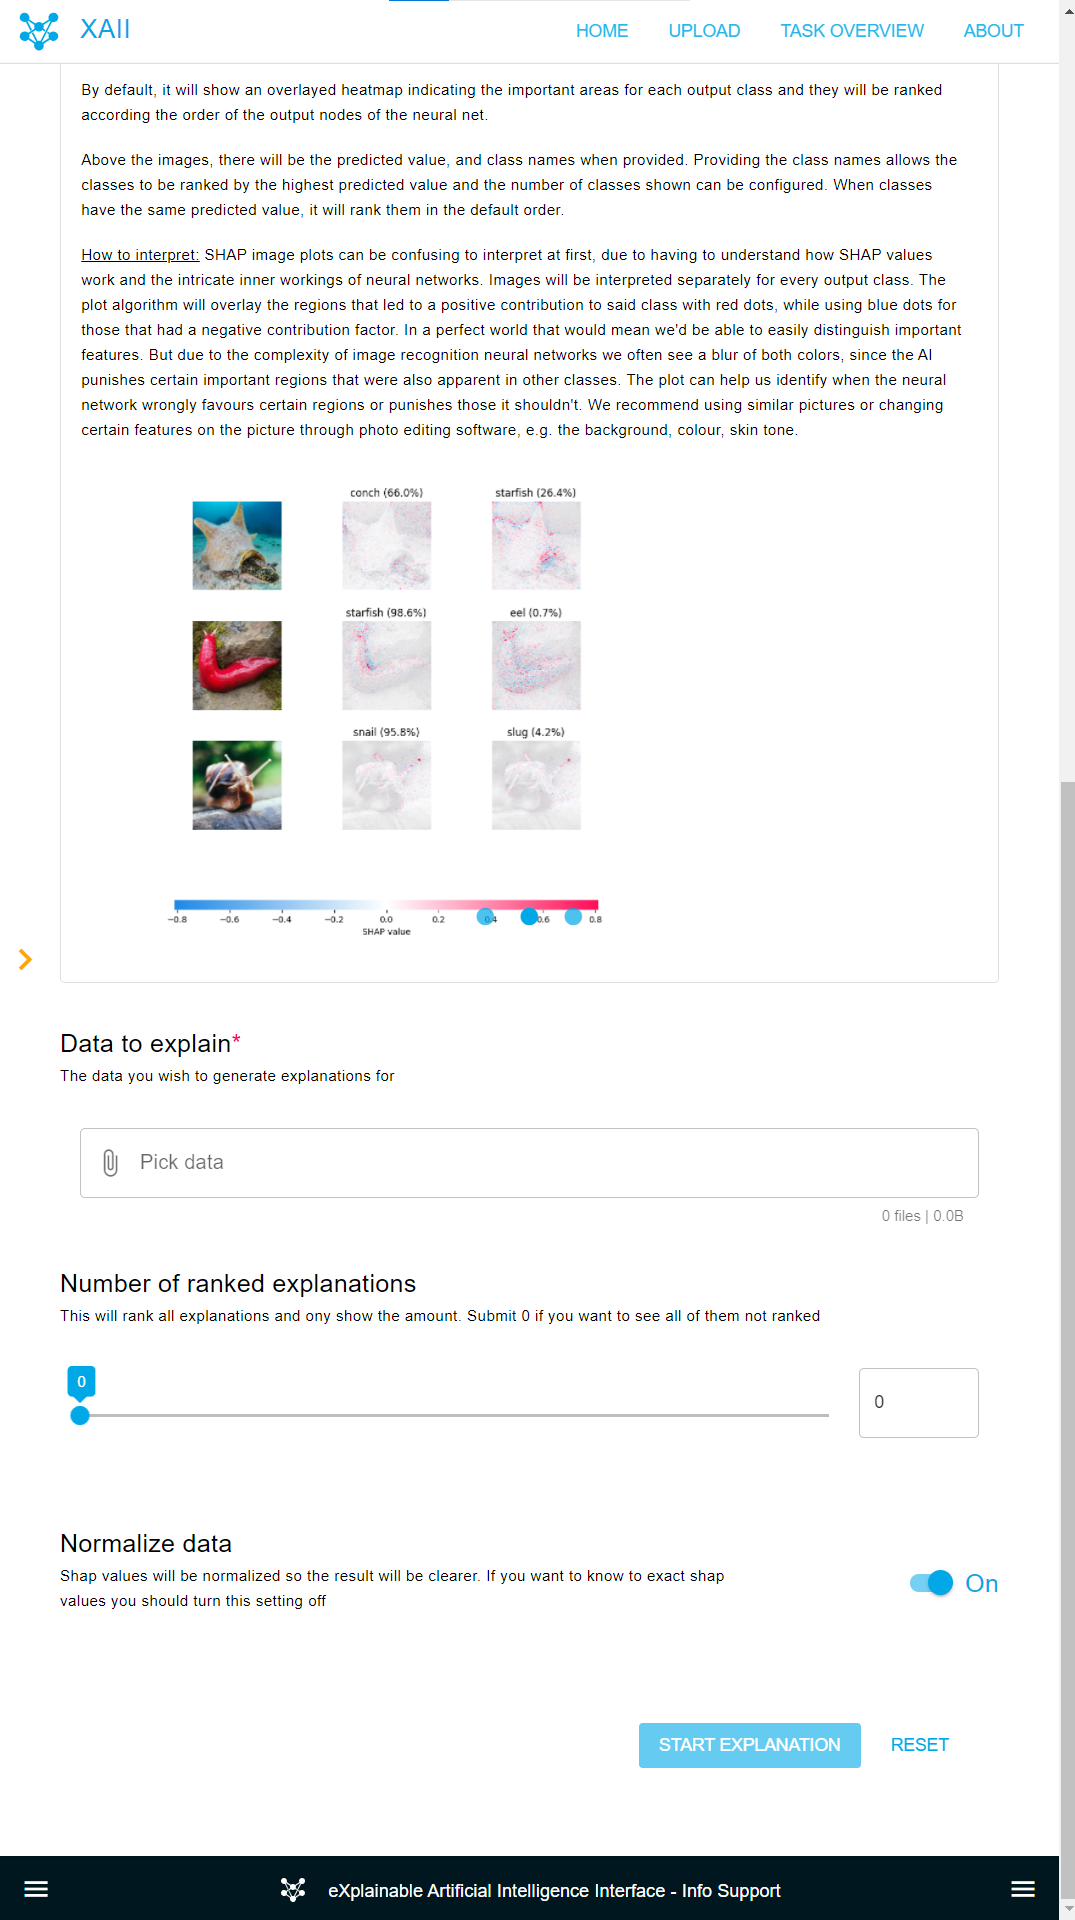 XAII
HOME UPLOAD TASK OVERVIEW ABOUT
By default, it will show an overlayed heatmap indicating the important areas for each output class and they will be ranked
according the order of the output nodes of the neural net.
Above the images, there will be the predicted value, and class names when provided. Providing the class names allows the
classes to be ranked by the highest predicted value and the number of classes shown can be configured. When classes
have the same predicted value, it will rank them in the default order.
How to interpret: SHAP image plots can be confusing to interpret at first, due to having to understand how SHAP values
work and the intricate inner workings of neural networks. Images will be interpreted separately for every output class. The
plot algorithm will overlay the regions that led to a positive contribution to said class with red dots, while using blue dots for
those that had a negative contribution factor. In a perfect world that would mean we'd be able to easily distinguish important
features. But due to the complexity of image recognition neural networks we often see a blur of both colors, since the AI
punishes certain important regions that were also apparent in other classes. The plot can help us identify when the neural
network wrongly favours certain regions or punishes those it shouldn't. We recommend using similar pictures or changing
certain features on the picture through photo editing software, e.g. the background, colour, skin tone.
conch (66.0%) starfish (26.4%)
starfish (98.6%) eel (0.7%)
snail (95.8%) slug (4.2%)
−0.8 −0.6 −0.4 −0.2 0.0 0.2 0.4 0.6 0.8
SHAP value
Data to explain*
The data you wish to generate explanations for
Pick data
0 files | 0.0B
Number of ranked explanations
This will rank all explanations and ony show the amount. Submit 0 if you want to see all of them not ranked
0
0
Normalize data
Shap values will be normalized so the result will be clearer. If you want to know to exact shap
values you should turn this setting off
On
START EXPLANATION RESET
eXplainable Artificial Intelligence Interface - Info Support